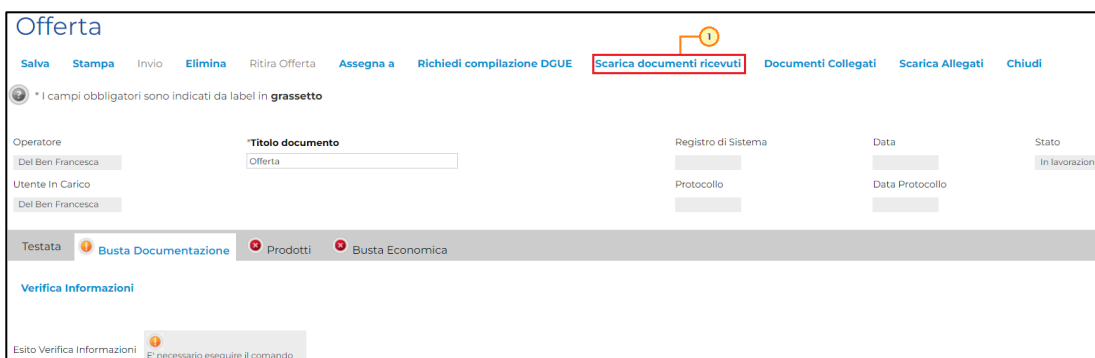 Offerta
1
Salva Stampa Invio Elimina Ritira Offerta Assegna a Richiedi compilazione DGUE Scarica documenti ricevuti Documenti Collegati Scarica Allegati Chiudi
* I campi obbligatori sono indicati da label in grassetto
Operatore *Titolo documento Registro di Sistema Data Stato
Del Ben Francesca Offerta In lavorazion
Utente In Carico Protocollo Data Protocollo
Del Ben Francesca
Testata Busta Documentazione Prodotti Busta Economica
Verifica Informazioni
Esito Verifica Informazioni
E' necessario eseguire il comando